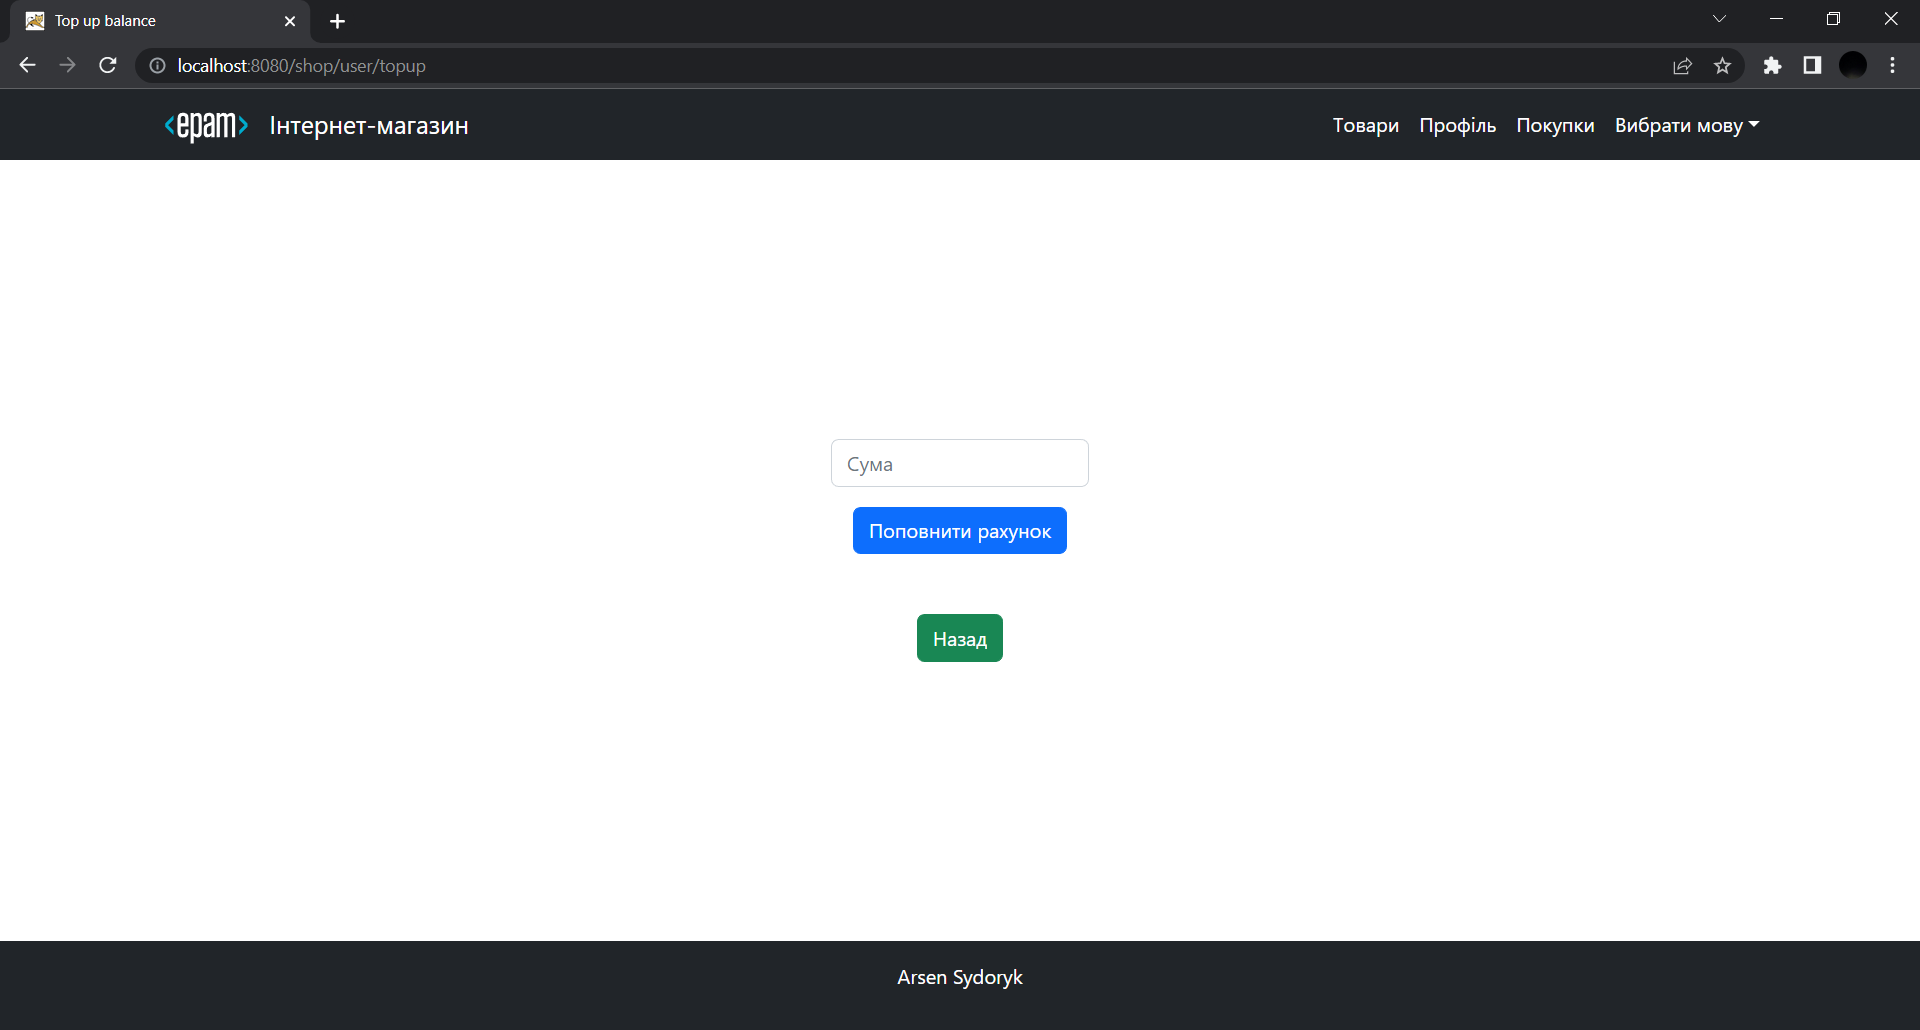 Top up balance
localhost:8080/shop/user/topup
<epam> Інтернет-магазин Товари Профіль Покупки Вибрати мову
Сума
Поповнити рахунок
Назад
Arsen Sydoryk